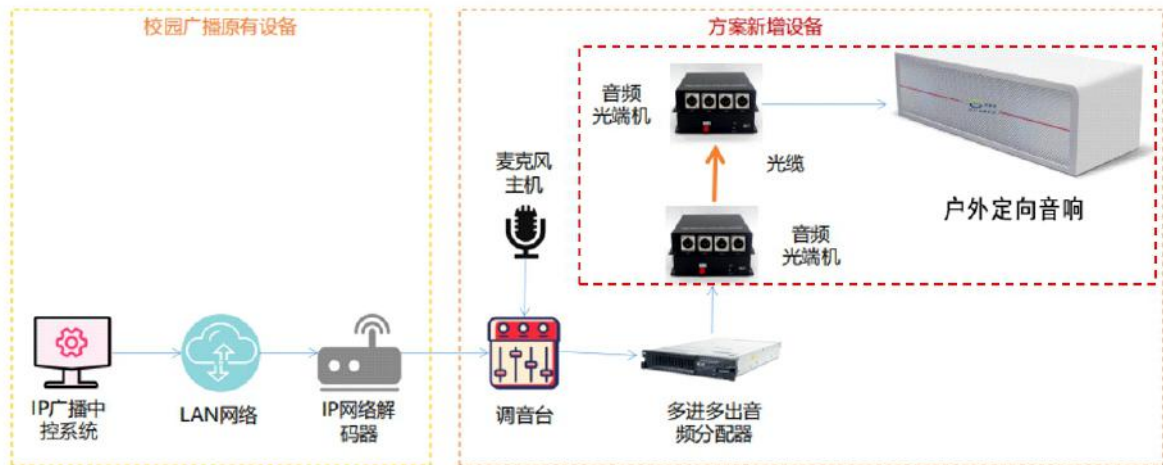 校园广播原有设备
方案新增设备
音频
光端机
麦克风
主机
光缆
户外定向音响
音频
光端机
IP广播中
控系统
LAN网络
IP网络解
码器
调音台
多进多出音
频分配器